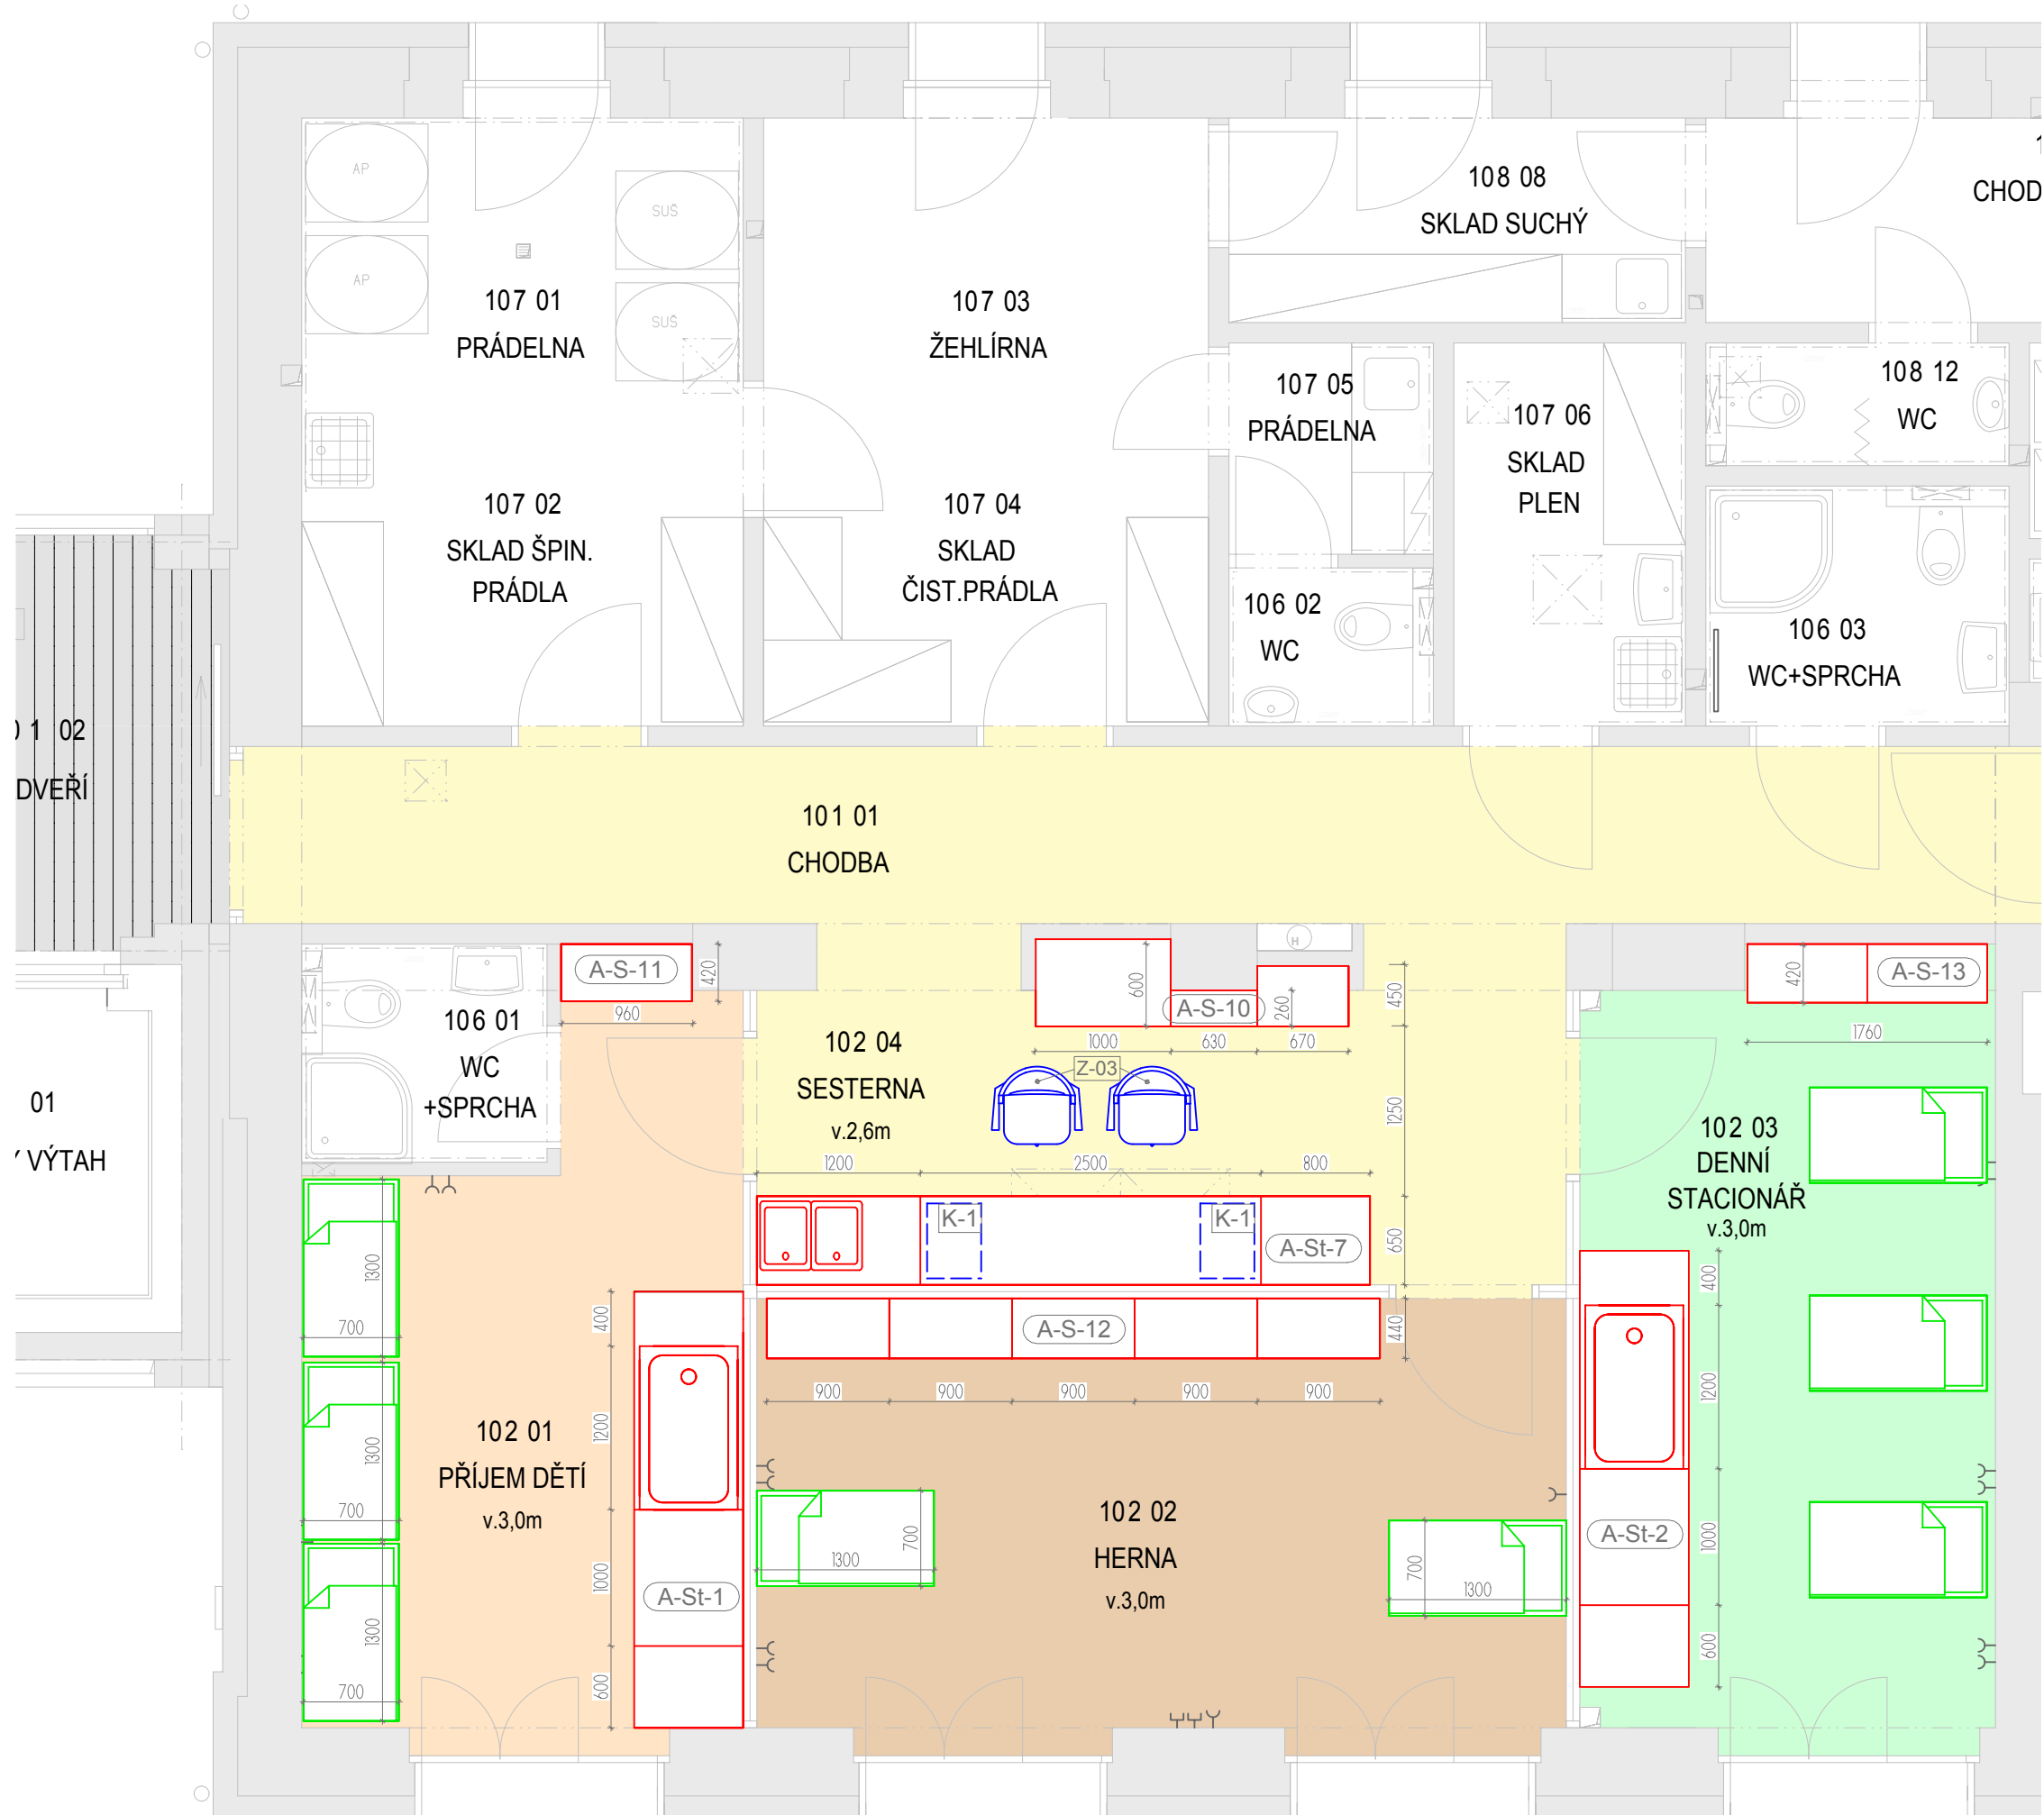 AP
AP
SUŠ
SUŠ
107 01
PRÁDELNA
107 02
SKLAD ŠPIN.
PRÁDLA
107 03
ŽEHLÍRNA
107 04
SKLAD
ČIST.PRÁDLA
108 08
SKLAD SUCHÝ
CHOD
107 05
PRÁDELNA
107 06
SKLAD
PLEN
108 12
WC
106 02
WC
106 03
WC+SPRCHA
1 02
DVEŘÍ
101 01
CHODBA
01
VÝTAH
106 01
WC
+SPRCHA
A-S-11
420
960
102 04
SESTERNA
v.2,6m
600
A-S-10
260
450
1000
630
670
Z-03
1250
1200
2500
800
K-1
K-1
A-St-7
650
A-S-13
420
1760
102 03
DENNÍ
STACIONÁŘ
v.3,0m
400
1200
1000
A-St-2
600
A-S-12
440
900
900
900
900
900
1300
700
1300
700
1300
700
102 01
PŘÍJEM DĚTÍ
v.3,0m
400
1200
1000
A-St-1
600
102 02
HERNA
v.3,0m
1300
700
700
1300
H